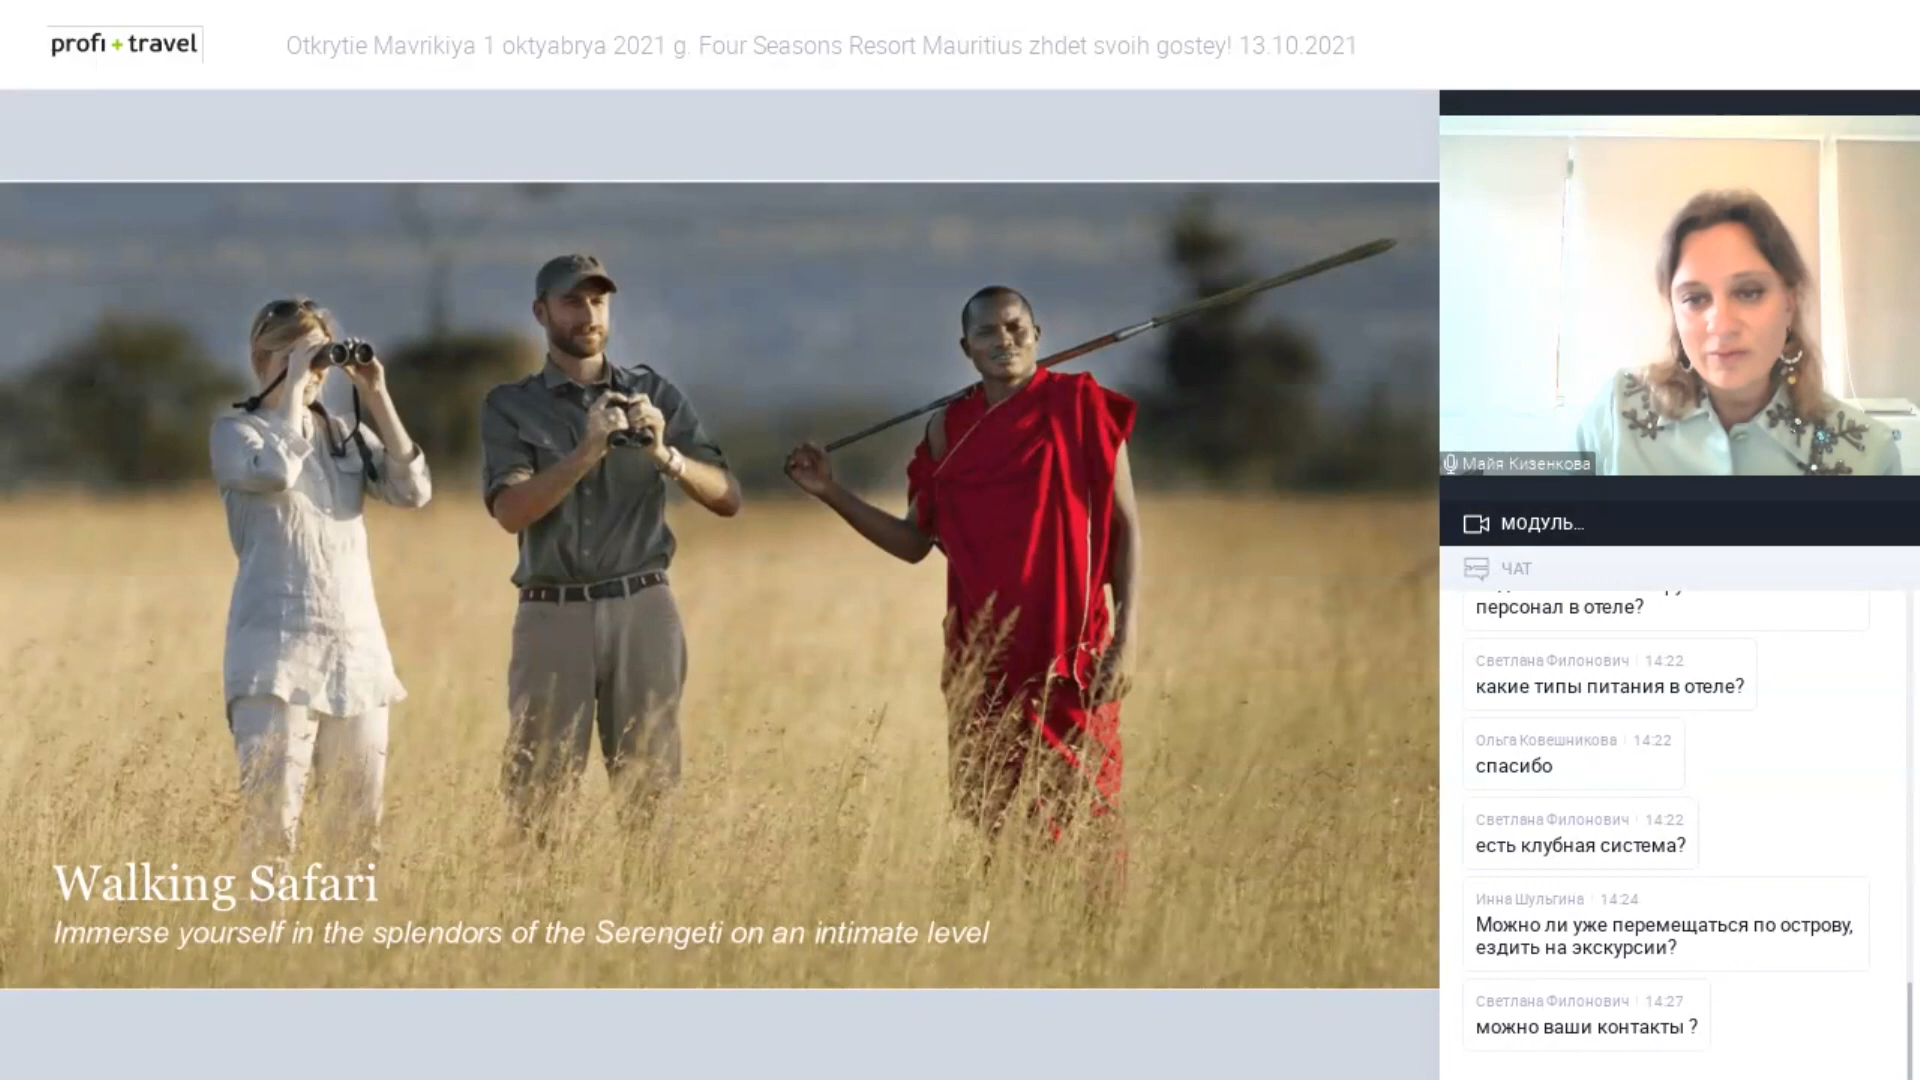 profi + travel
Otkrytie Mavrikiya 1 oktyabrya 2021 g. Four Seasons Resort Mauritius zhdet svoih gostey! 13.10.2021
Walking Safari
Immerse yourself in the splendors of the Serengeti on an intimate level
Майя Кизенкова
МОДУЛЬ...
ЧАТ
персонал в отеле?
Светлана Филонович 14:22
какие типы питания в отеле?
Ольга Ковешникова 14:22
спасибо
Светлана Филонович 14:22
есть клубная система?
Инна Шульгина 14:24
Можно ли уже перемещаться по острову,
ездить на экскурсии?
Светлана Филонович 14:27
можно ваши контакты ?